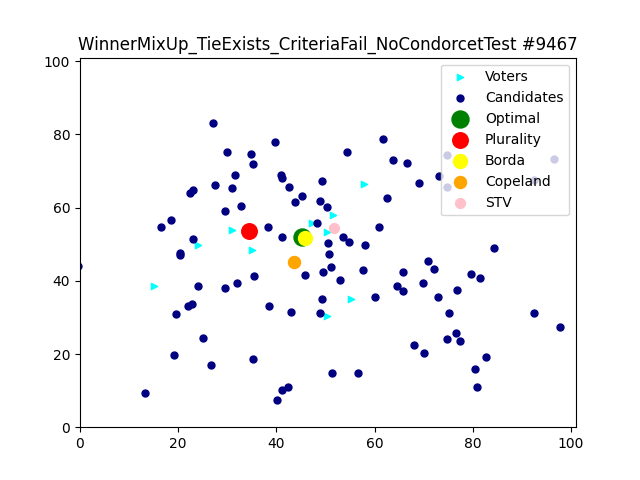 WinnerMixUp_TieExists_CriteriaFail_NoCondorcetTest #9467
100
80
60
40
20
0
0 20 40 60 80 100
Voters
Candidates
Optimal
Plurality
Borda
Copeland
STV